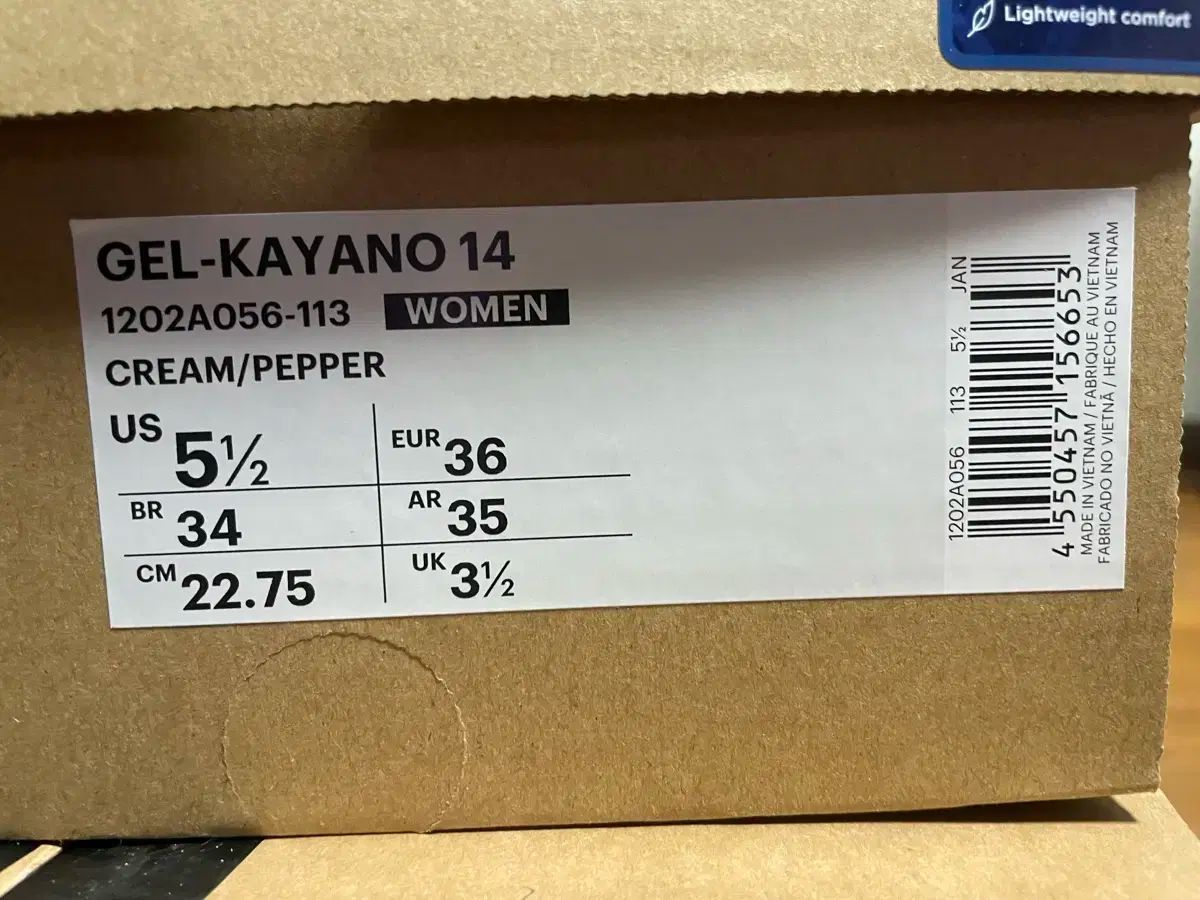 Lightweight comfort
GEL-KAYANO 14
1202A056-113 WOMEN
CREAM/PEPPER
US 5½ EUR 36
BR 34 AR 35
CM 22.75 UK 3½
1202A056 113 5½ JAN
4 550457 156653
MADE IN VIETNAM / FABRIQUE AU VIETNAM
FABRICADO NO VIETNÃ / HECHO EN VIETNAM